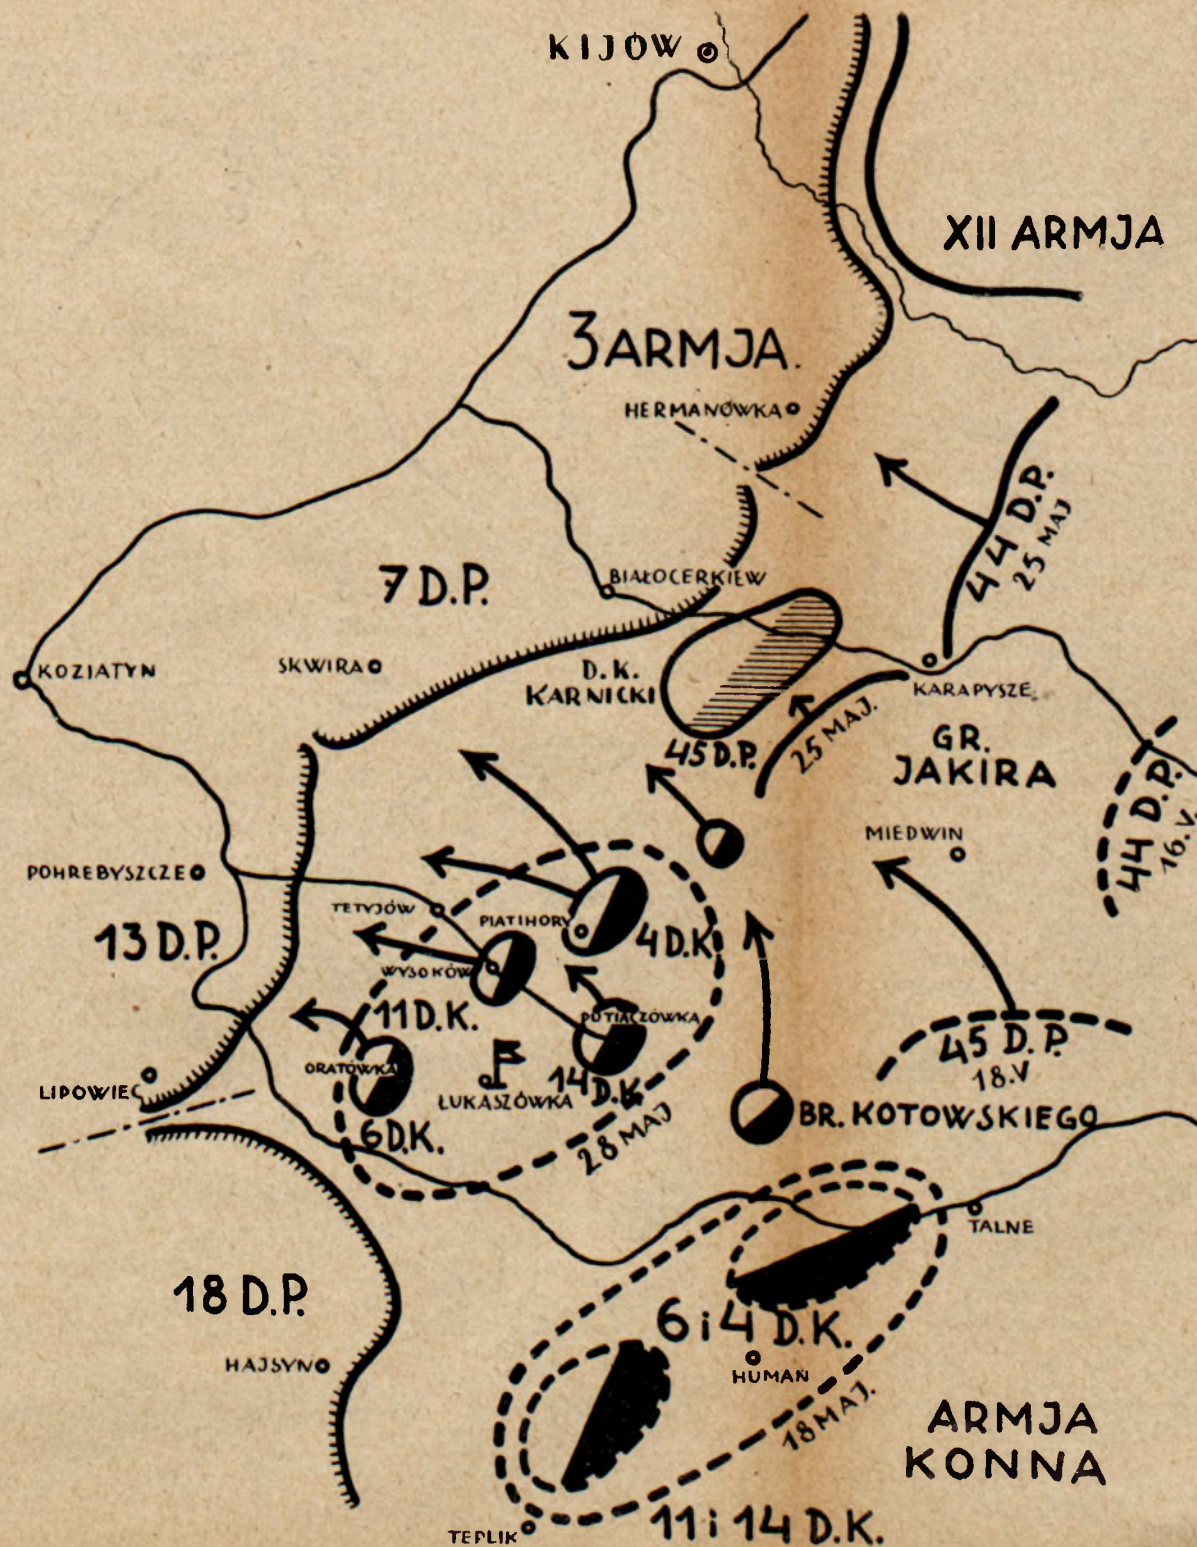 KIJÓW
XII ARMJA
3 ARMJA.
HERMANÓWKA
44 D.P.
25 MAJ
7 D.P.
BIAŁOCERKIEW
KOZIATYN
SKWIRA
D. K.
KARNICKI
KARAPYSZE
45 D.P.
25 MAJ.
GR.
JAKIRA
44 D.P.
16.V.
MIEDWIN
POHREBYSZCZE
TETYJÓW
PIATIHORY
13 D.P.
4 D.K.
WYSOKÓW
11 D.K.
POTIACZÓWKA
45 D.P.
18.V
ORATÓWKA
LIPOWIEC
ŁUKASZÓWKA
14 D.K.
BR. KOTOWSKIEGO
6 D.K.
28 MAJ
TALNE
18 D.P.
6 i 4 D.K.
HAJSYN
HUMAŃ
18 MAJ.
ARMJA
KONNA
TEPLIK
11 i 14 D.K.